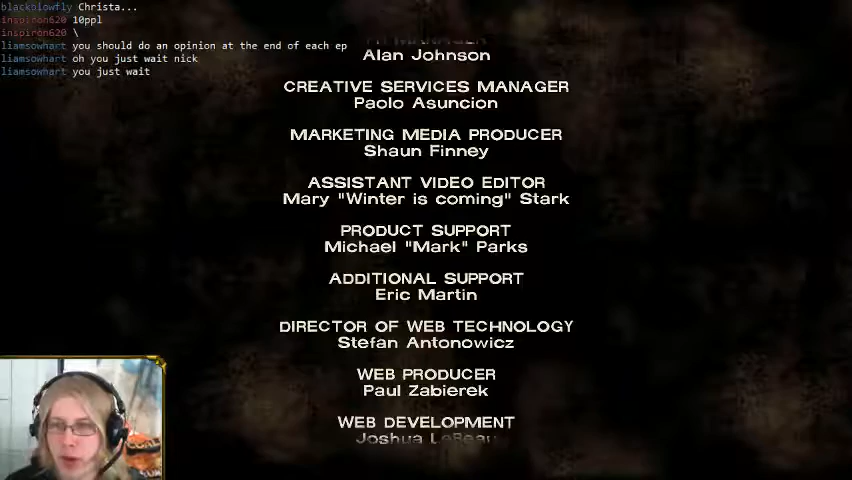 blackplowfly Christa...
inspiron620 10ppl
inspiron620 \
liamsowhart you should do an opinion at the end of each ep
liamsowhart oh you just wait nick
liamsowhart you just wait
Alan Johnson
CREATIVE SERVICES MANAGER
Paolo Asuncion
MARKETING MEDIA PRODUCER
Shaun Finney
ASSISTANT VIDEO EDITOR
Mary "Winter is coming" Stark
PRODUCT SUPPORT
Michael "Mark" Parks
ADDITIONAL SUPPORT
Eric Martin
DIRECTOR OF WEB TECHNOLOGY
Stefan Antonowicz
WEB PRODUCER
Paul Zabierek
WEB DEVELOPMENT
Joshua LeBeau